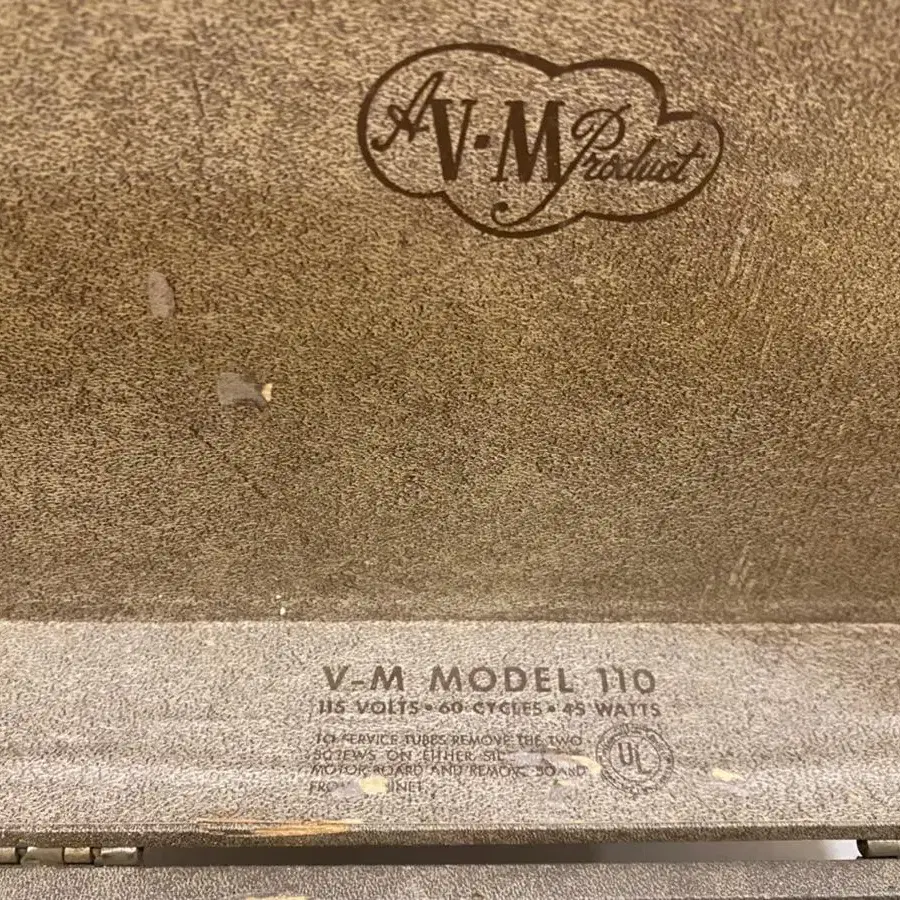 A V·M Product
V-M MODEL 110
115 VOLTS • 60 CYCLES • 45 WATTS
TO SERVICE TUBES REMOVE THE TWO
ON EITHER
MOTOR BOARD AND REMOVE BOARD
UL